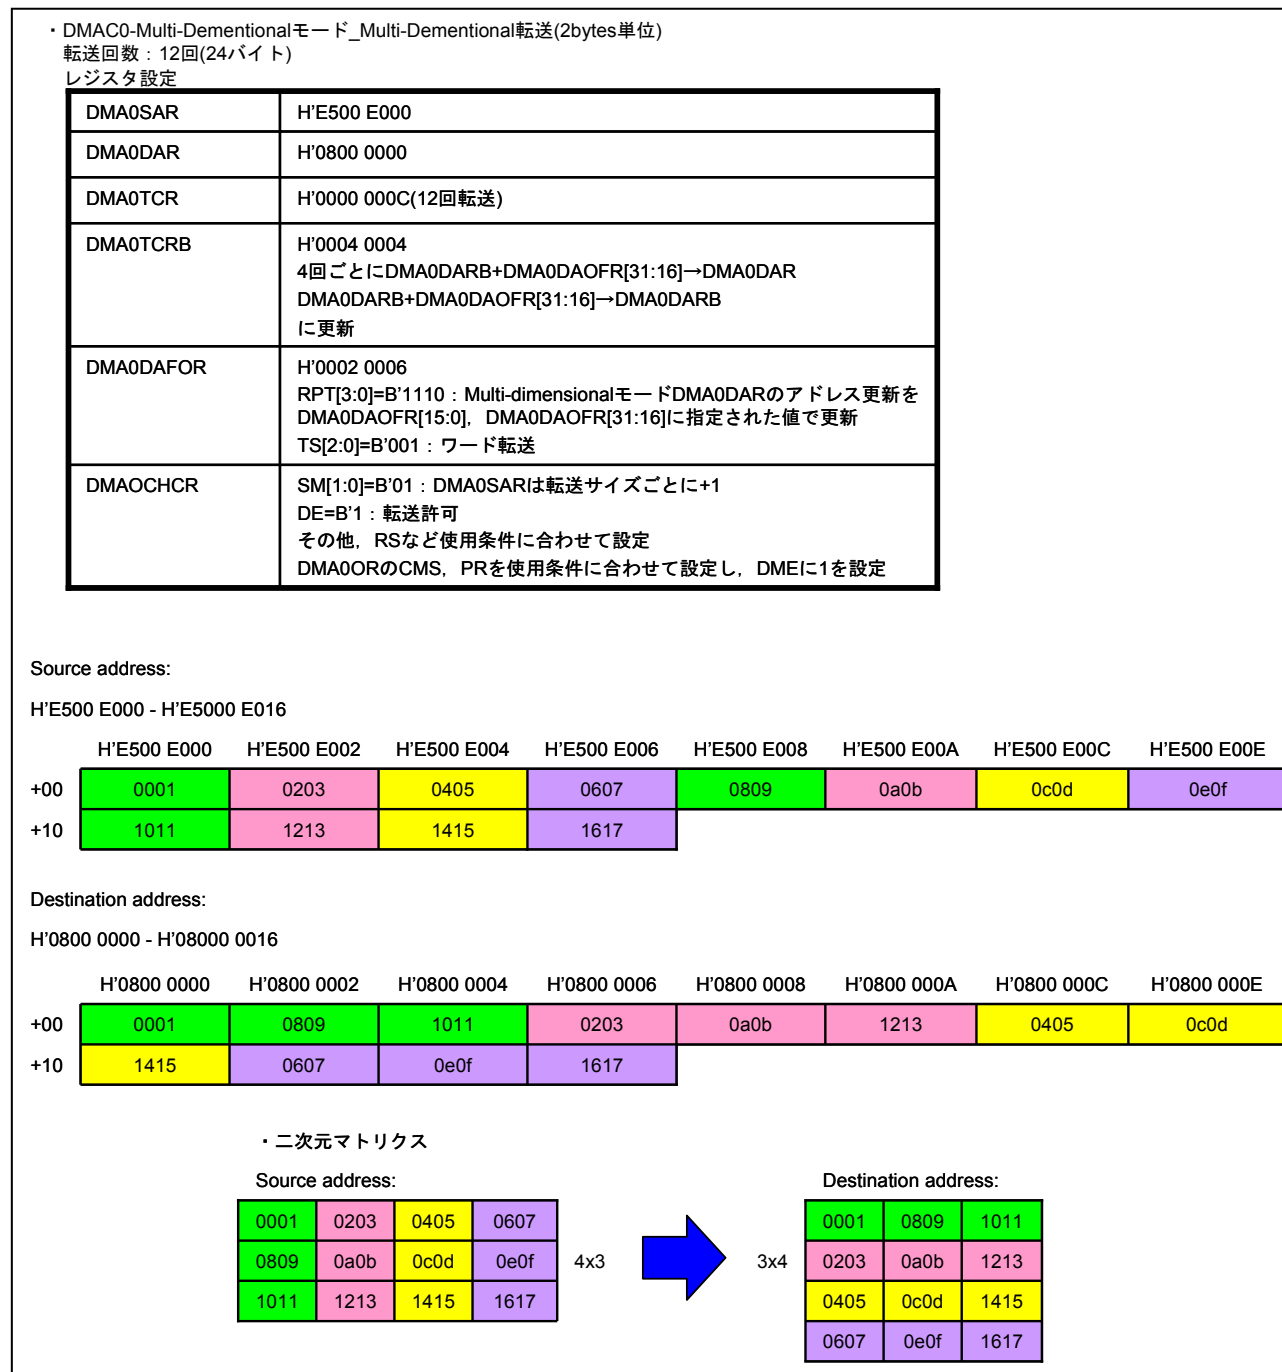 ・DMAC0-Multi-Dementionalモード_Multi-Dementional転送(2bytes単位)
転送回数：12回(24バイト)
レジスタ設定
DMA0SAR H'E500 E000
DMA0DAR H'0800 0000
DMA0TCR H'0000 000C(12回転送)
DMA0TCRB H'0004 0004
4回ごとにDMA0DARB+DMA0DAOFR[31:16]→DMA0DAR
DMA0DARB+DMA0DAOFR[31:16]→DMA0DARB
に更新
DMA0DAFOR H'0002 0006
RPT[3:0]=B'1110：Multi-dimensionalモードDMA0DARのアドレス更新を
DMA0DAOFR[15:0]，DMA0DAOFR[31:16]に指定された値で更新
TS[2:0]=B'001：ワード転送
DMAOCHCR SM[1:0]=B'01：DMA0SARは転送サイズごとに+1
DE=B'1：転送許可
その他，RSなど使用条件に合わせて設定
DMA0ORのCMS，PRを使用条件に合わせて設定し，DMEに1を設定
Source address:
H'E500 E000 - H'E5000 E016
H'E500 E000 H'E500 E002 H'E500 E004 H'E500 E006 H'E500 E008 H'E500 E00A H'E500 E00C H'E500 E00E
+00 0001 0203 0405 0607 0809 0a0b 0c0d 0e0f
+10 1011 1213 1415 1617
Destination address:
H'0800 0000 - H'08000 0016
H'0800 0000 H'0800 0002 H'0800 0004 H'0800 0006 H'0800 0008 H'0800 000A H'0800 000C H'0800 000E
+00 0001 0809 1011 0203 0a0b 1213 0405 0c0d
+10 1415 0607 0e0f 1617
・二次元マトリクス
Source address:
0001 0203 0405 0607
0809 0a0b 0c0d 0e0f
1011 1213 1415 1617
4x3
Destination address:
3x4
0001 0809 1011
0203 0a0b 1213
0405 0c0d 1415
0607 0e0f 1617